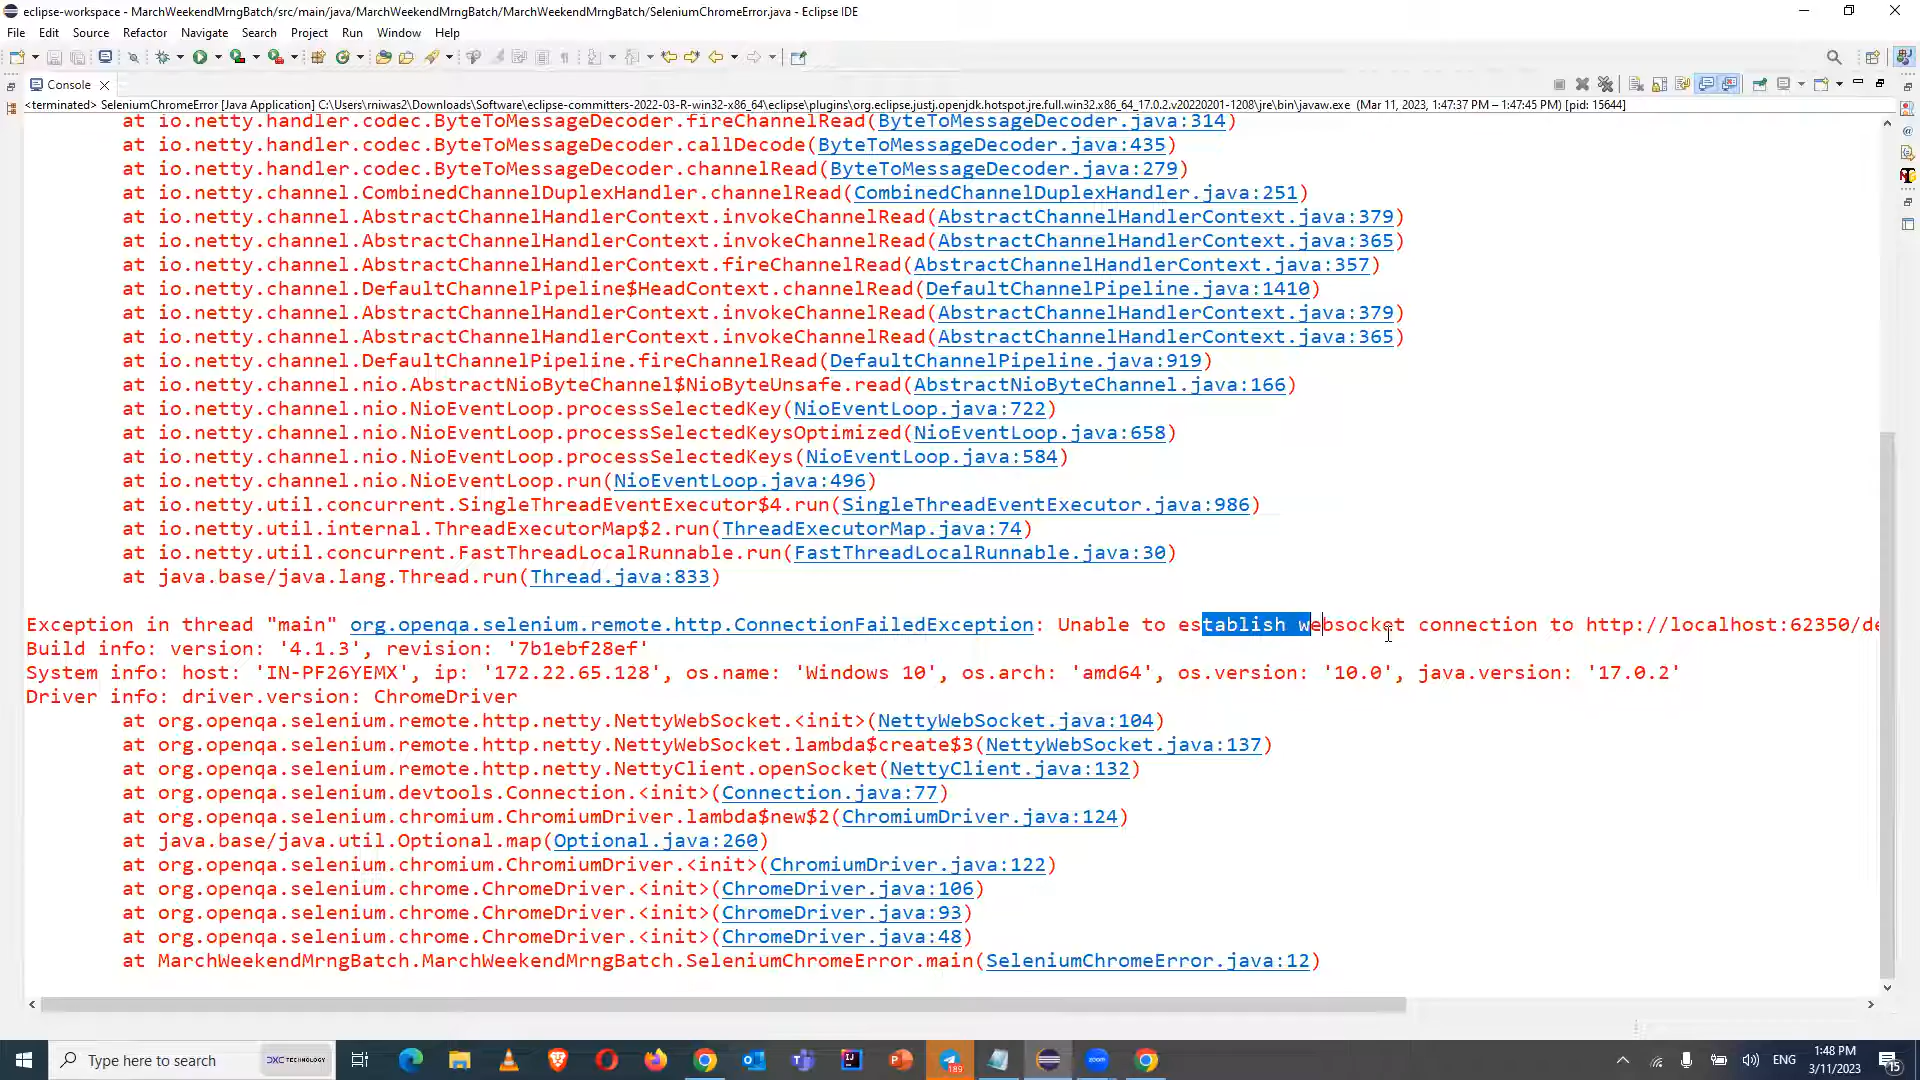 eclipse-workspace - MarchWeekendMrngBatch/src/main/java/MarchWeekendMrngBatch/MarchWeekendMrngBatch/SeleniumChromeError.java - Eclipse IDE
File Edit Source Refactor Navigate Search Project Run Window Help
Console
<terminated> SeleniumChromeError [Java Application] C:\Users\rniwas2\Downloads\Software\eclipse-committers-2022-03-R-win32-x86_64\eclipse\plugins\org.eclipse.justj.openjdk.hotspot.jre.full.win32.x86_64_17.0.2.v20220201-1208\jre\bin\javaw.exe (Mar 11, 2023, 1:47:37 PM – 1:47:45 PM) [pid: 15644]
at io.netty.handler.codec.ByteToMessageDecoder.fireChannelRead(ByteToMessageDecoder.java:314)
at io.netty.handler.codec.ByteToMessageDecoder.callDecode(ByteToMessageDecoder.java:435)
at io.netty.handler.codec.ByteToMessageDecoder.channelRead(ByteToMessageDecoder.java:279)
at io.netty.channel.CombinedChannelDuplexHandler.channelRead(CombinedChannelDuplexHandler.java:251)
at io.netty.channel.AbstractChannelHandlerContext.invokeChannelRead(AbstractChannelHandlerContext.java:379)
at io.netty.channel.AbstractChannelHandlerContext.invokeChannelRead(AbstractChannelHandlerContext.java:365)
at io.netty.channel.AbstractChannelHandlerContext.fireChannelRead(AbstractChannelHandlerContext.java:357)
at io.netty.channel.DefaultChannelPipeline$HeadContext.channelRead(DefaultChannelPipeline.java:1410)
at io.netty.channel.AbstractChannelHandlerContext.invokeChannelRead(AbstractChannelHandlerContext.java:379)
at io.netty.channel.AbstractChannelHandlerContext.invokeChannelRead(AbstractChannelHandlerContext.java:365)
at io.netty.channel.DefaultChannelPipeline.fireChannelRead(DefaultChannelPipeline.java:919)
at io.netty.channel.nio.AbstractNioByteChannel$NioByteUnsafe.read(AbstractNioByteChannel.java:166)
at io.netty.channel.nio.NioEventLoop.processSelectedKey(NioEventLoop.java:722)
at io.netty.channel.nio.NioEventLoop.processSelectedKeysOptimized(NioEventLoop.java:658)
at io.netty.channel.nio.NioEventLoop.processSelectedKeys(NioEventLoop.java:584)
at io.netty.channel.nio.NioEventLoop.run(NioEventLoop.java:496)
at io.netty.util.concurrent.SingleThreadEventExecutor$4.run(SingleThreadEventExecutor.java:986)
at io.netty.util.internal.ThreadExecutorMap$2.run(ThreadExecutorMap.java:74)
at io.netty.util.concurrent.FastThreadLocalRunnable.run(FastThreadLocalRunnable.java:30)
at java.base/java.lang.Thread.run(Thread.java:833)
Exception in thread "main" org.openqa.selenium.remote.http.ConnectionFailedException: Unable to establish websocket connection to http://localhost:62350/de
Build info: version: '4.1.3', revision: '7b1ebf28ef'
System info: host: 'IN-PF26YEMX', ip: '172.22.65.128', os.name: 'Windows 10', os.arch: 'amd64', os.version: '10.0', java.version: '17.0.2'
Driver info: driver.version: ChromeDriver
at org.openqa.selenium.remote.http.netty.NettyWebSocket.<init>(NettyWebSocket.java:104)
at org.openqa.selenium.remote.http.netty.NettyWebSocket.lambda$create$3(NettyWebSocket.java:137)
at org.openqa.selenium.remote.http.netty.NettyClient.openSocket(NettyClient.java:132)
at org.openqa.selenium.devtools.Connection.<init>(Connection.java:77)
at org.openqa.selenium.chromium.ChromiumDriver.lambda$new$2(ChromiumDriver.java:124)
at java.base/java.util.Optional.map(Optional.java:260)
at org.openqa.selenium.chromium.ChromiumDriver.<init>(ChromiumDriver.java:122)
at org.openqa.selenium.chrome.ChromeDriver.<init>(ChromeDriver.java:106)
at org.openqa.selenium.chrome.ChromeDriver.<init>(ChromeDriver.java:93)
at org.openqa.selenium.chrome.ChromeDriver.<init>(ChromeDriver.java:48)
at MarchWeekendMrngBatch.MarchWeekendMrngBatch.SeleniumChromeError.main(SeleniumChromeError.java:12)
Type here to search DXC TECHNOLOGY 189 ENG 1:48 PM
3/11/2023 15